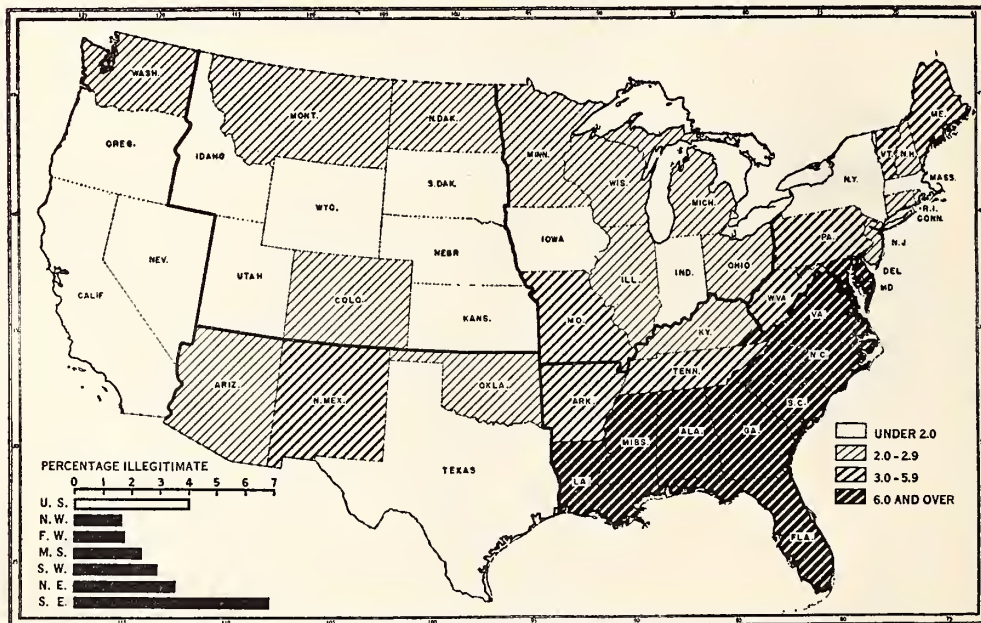 WASH.
MONT.
N.DAK.
MINN.
ME.
OREG.
IDAHO
S.DAK.
WIS.
MICH.
VT.
N.H.
N.Y.
MASS.
R.I.
CONN.
WYO.
IOWA
NEBR
PA.
N.J
NEV.
UTAH
COLO.
ILL.
IND.
OHIO
DEL
MD
CALIF
KANS.
MO.
W.VA
VA.
KY.
N.C.
TENN.
ARIZ.
N.MEX.
OKLA.
ARK.
S.C.
MISS.
ALA.
GA.
TEXAS
LA.
FLA.
UNDER 2.0
2.0 - 2.9
3.0 - 5.9
6.0 AND OVER
PERCENTAGE ILLEGITIMATE
0 1 2 3 4 5 6 7
U. S.
N. W.
F. W.
M. S.
S. W.
N. E.
S. E.